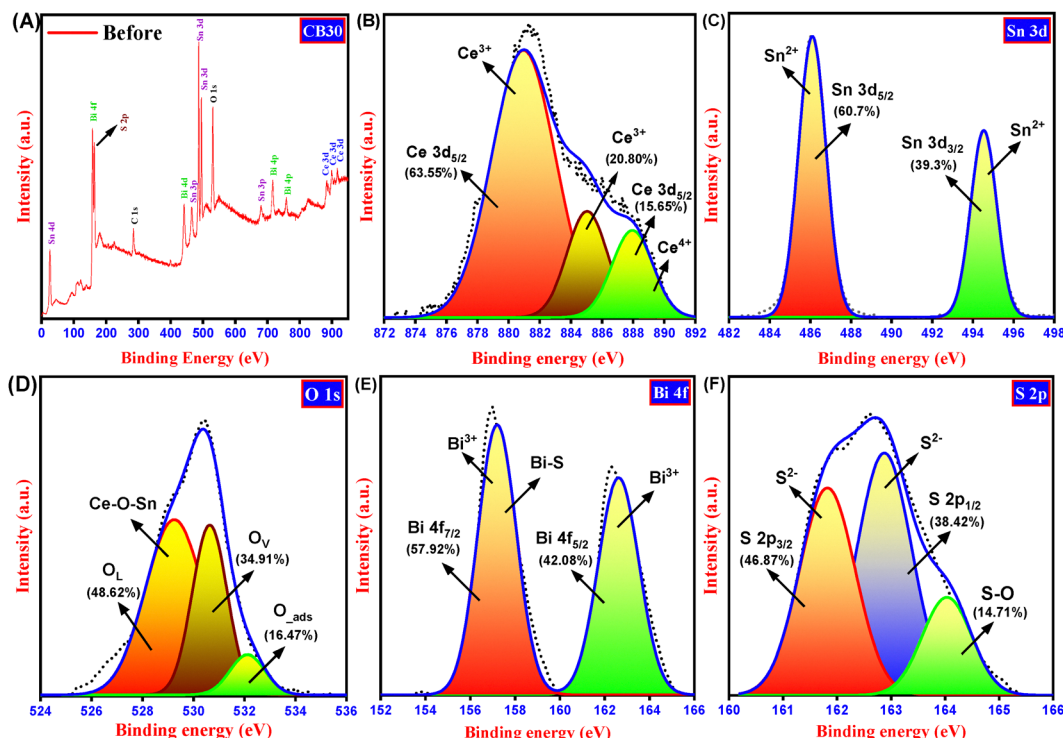 (A)
Before
CB30
Sn 4d
Bi 4f
S 2p
C 1s
Bi 4d
Sn 3p
Sn 3d
Sn 3d
O 1s
Sn 3p
Bi 4p
Bi 4p
Ce 3d
Ce 3d
Ce 3d
Intensity (a.u.)
0 100 200 300 400 500 600 700 800 900
Binding Energy (eV)
(B)
Ce³⁺
Ce 3d₅/₂
(63.55%)
Ce³⁺
(20.80%)
Ce 3d₅/₂
(15.65%)
Ce⁴⁺
Intensity (a.u.)
872 874 876 878 880 882 884 886 888 890 892
Binding energy (eV)
(C)
Sn 3d
Sn²⁺
Sn 3d₅/₂
(60.7%)
Sn 3d₃/₂
(39.3%)
Sn²⁺
Intensity (a.u.)
482 484 486 488 490 492 494 496 498
Binding energy (eV)
(D)
O 1s
Ce-O-Sn
O_L
(48.62%)
O_V
(34.91%)
O_ads
(16.47%)
Intensity (a.u.)
524 526 528 530 532 534 536
Binding energy (eV)
(E)
Bi 4f
Bi³⁺
Bi-S
Bi 4f₇/₂
(57.92%)
Bi 4f₅/₂
(42.08%)
Bi³⁺
Intensity (a.u.)
152 154 156 158 160 162 164 166
Binding energy (eV)
(F)
S 2p
S²⁻
S²⁻
S 2p₃/₂
(46.87%)
S 2p₁/₂
(38.42%)
S-O
(14.71%)
Intensity (a.u.)
160 161 162 163 164 165 166
Binding energy (eV)